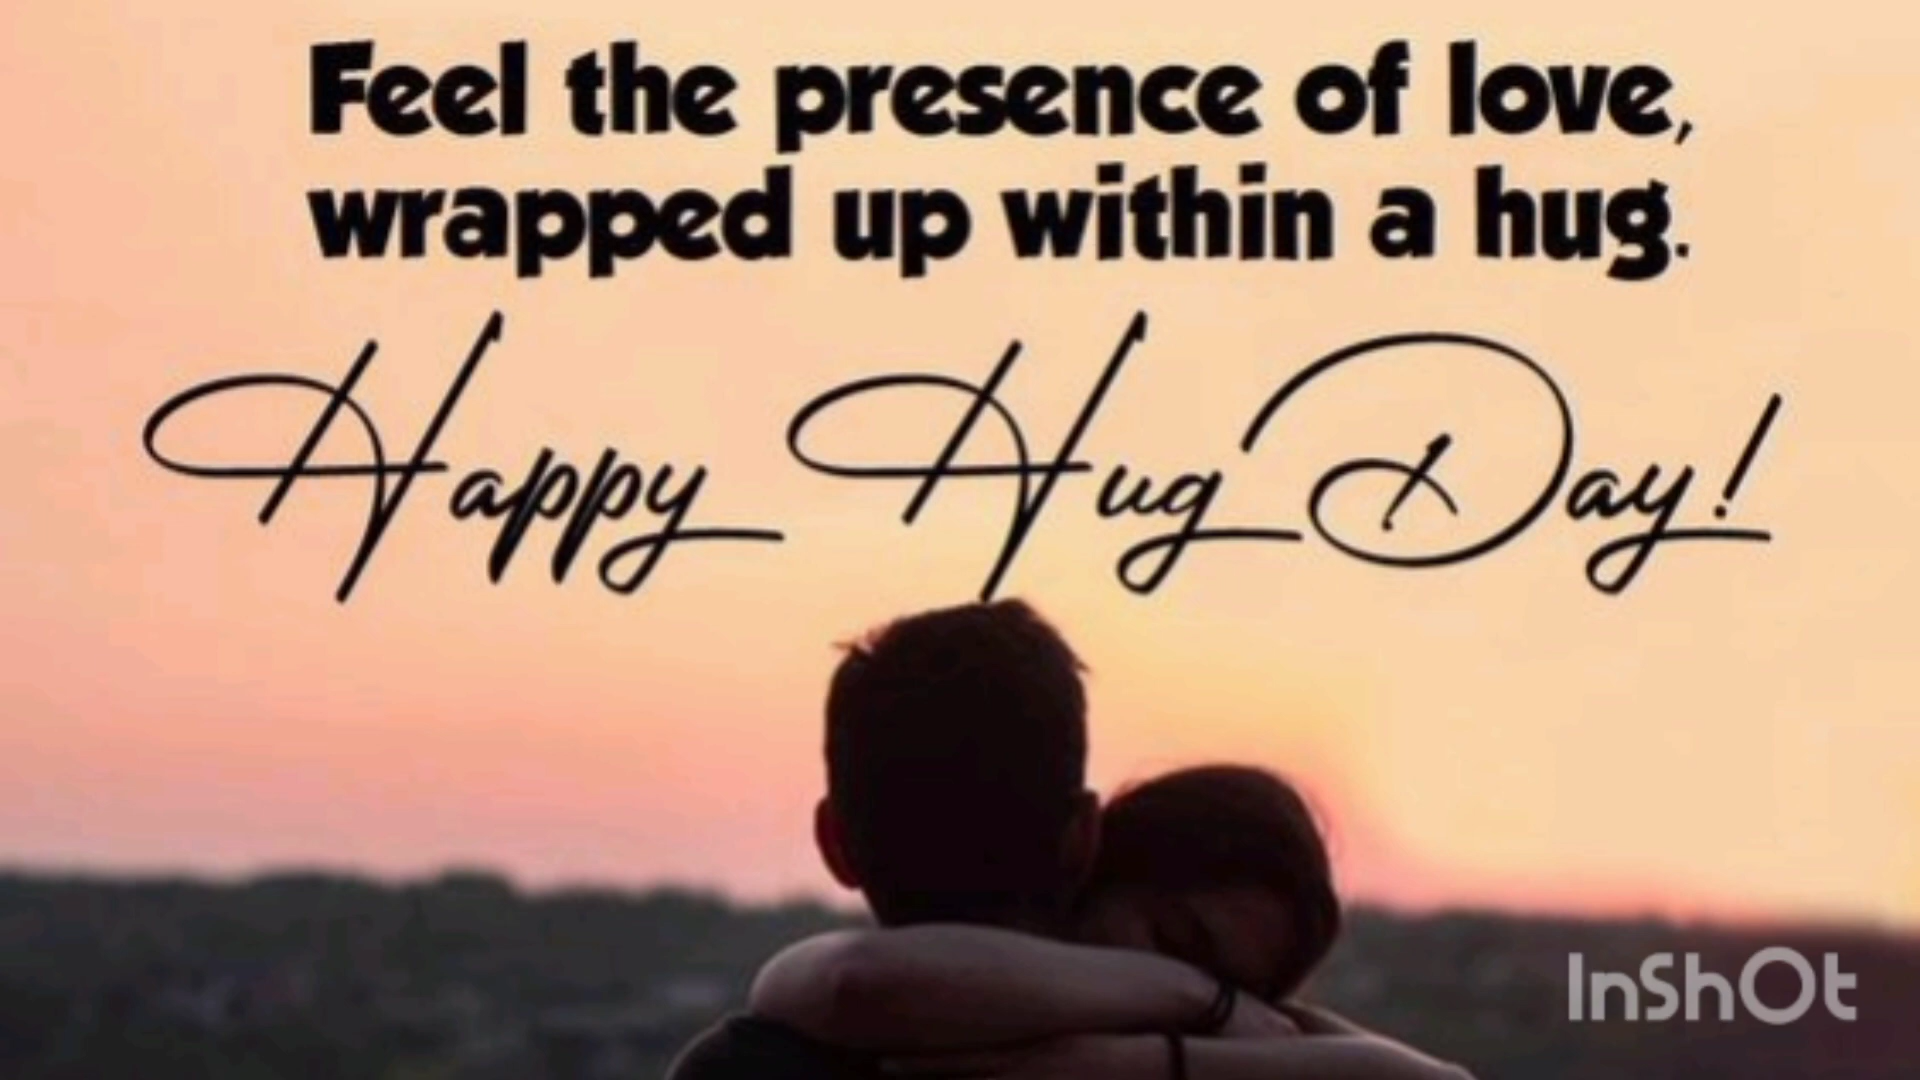 Feel the presence of love,
wrapped up within a hug.
Happy Hug Day!
InShOt